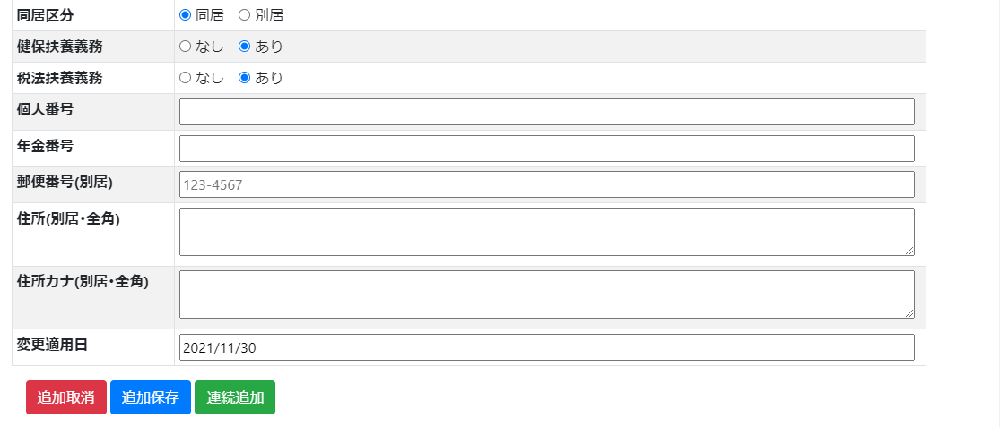 同居区分 同居 別居
健保扶養義務 なし あり
税法扶養義務 なし あり
個人番号
年金番号
郵便番号(別居) 123-4567
住所(別居・全角)
住所カナ(別居・全角)
変更適用日 2021/11/30
追加取消 追加保存 連続追加